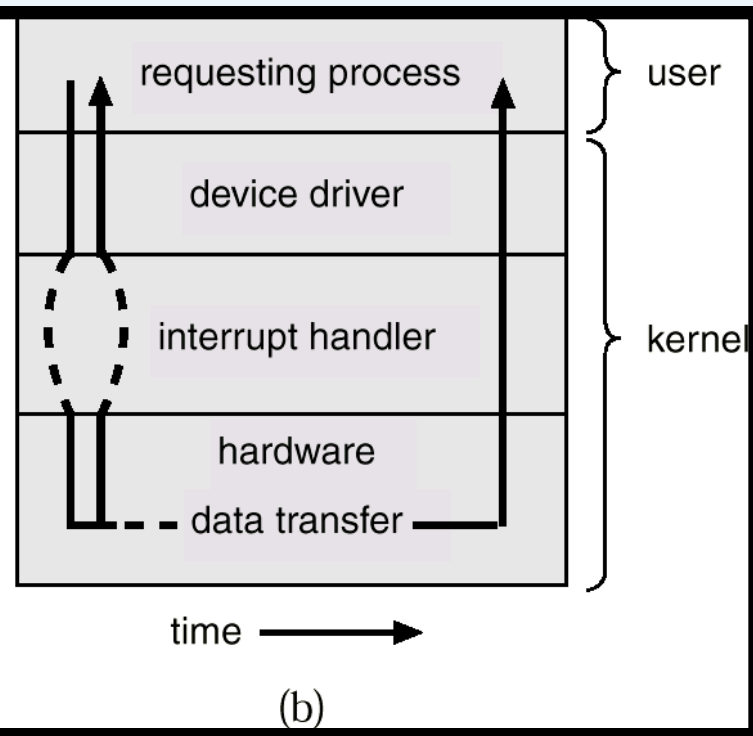 requesting process
user
device driver
interrupt handler
kernel
hardware
data transfer
time
(b)